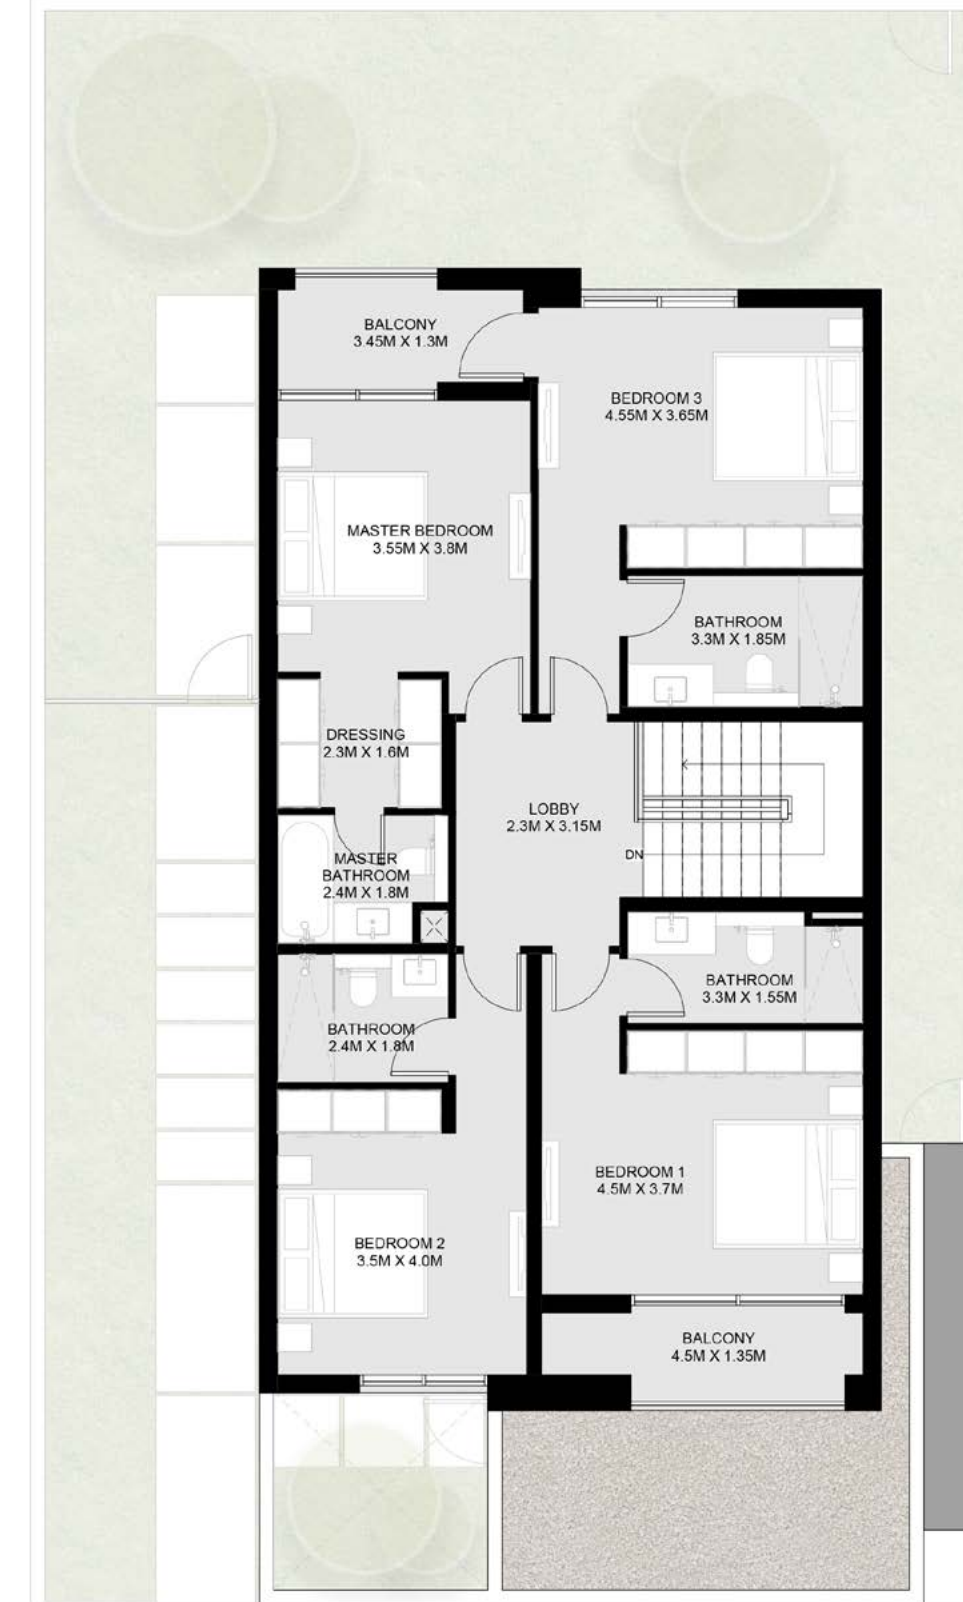 BALCONY
3.45M X 1.3M
BEDROOM 3
4.55M X 3.65M
MASTER BEDROOM
3.55M X 3.8M
BATHROOM
3.3M X 1.85M
DRESSING
2.3M X 1.6M
LOBBY
2.3M X 3.15M
DN
MASTER
BATHROOM
2.4M X 1.8M
BATHROOM
3.3M X 1.55M
BATHROOM
2.4M X 1.8M
BEDROOM 1
4.5M X 3.7M
BEDROOM 2
3.5M X 4.0M
BALCONY
4.5M X 1.35M